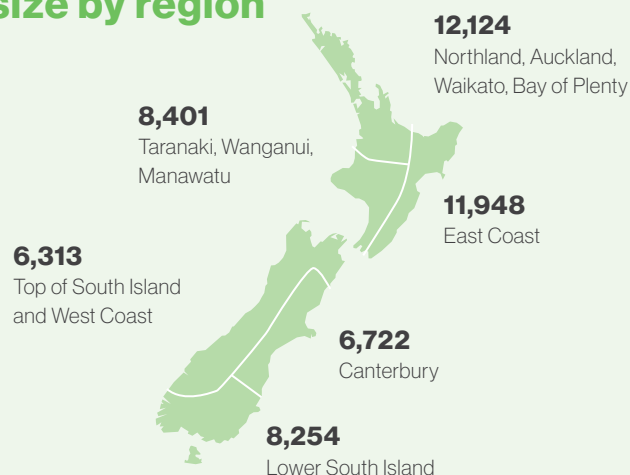 size by region
12,124
Northland, Auckland,
Waikato, Bay of Plenty
8,401
Taranaki, Wanganui,
Manawatu
11,948
East Coast
6,313
Top of South Island
and West Coast
6,722
Canterbury
8,254
Lower South Island